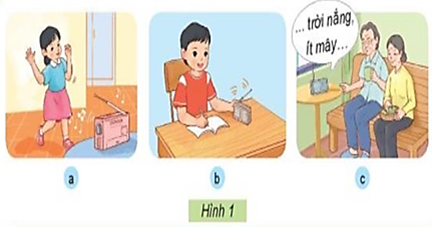 ... trời nắng,
ít mây...
a
b
c
Hình 1